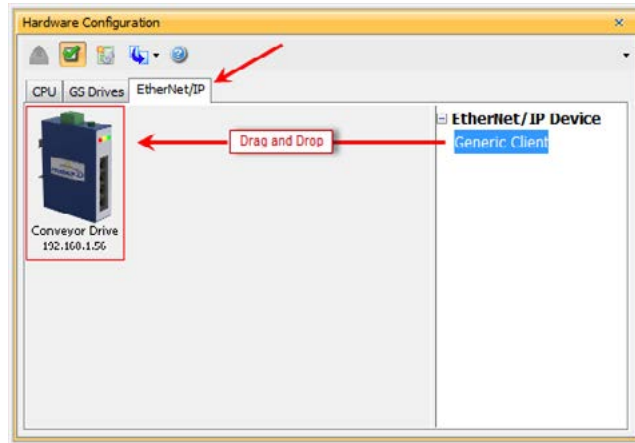 Hardware Configuration
CPU
GS Drives
EtherNet/IP
EtherNet/IP Device
Generic Client
Drag and Drop
Conveyor Drive
192.168.1.56